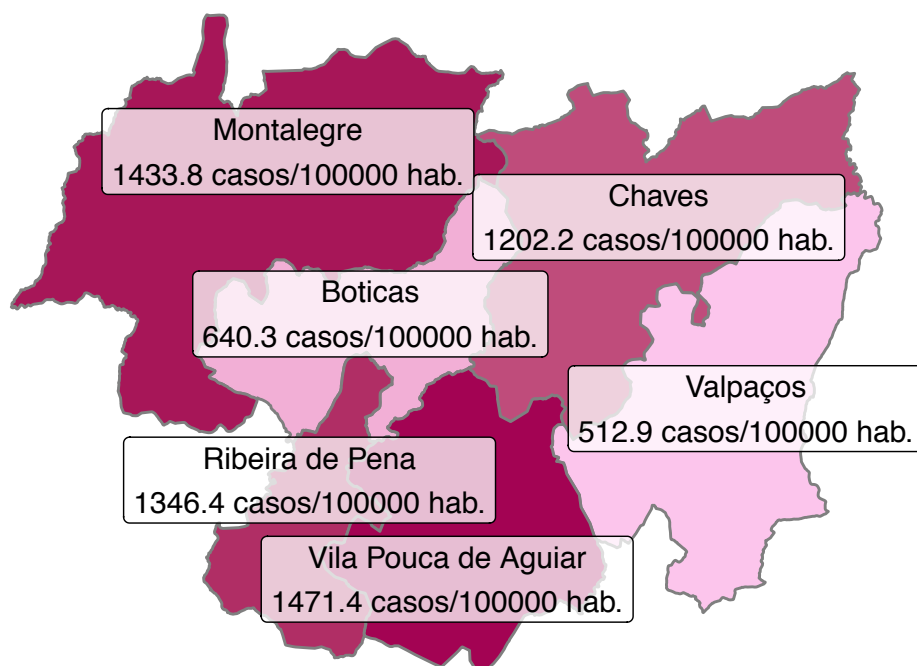 Montalegre
1433.8 casos/100000 hab.
Chaves
1202.2 casos/100000 hab.
Boticas
640.3 casos/100000 hab.
Valpaços
512.9 casos/100000 hab.
Ribeira de Pena
1346.4 casos/100000 hab.
Vila Pouca de Aguiar
1471.4 casos/100000 hab.